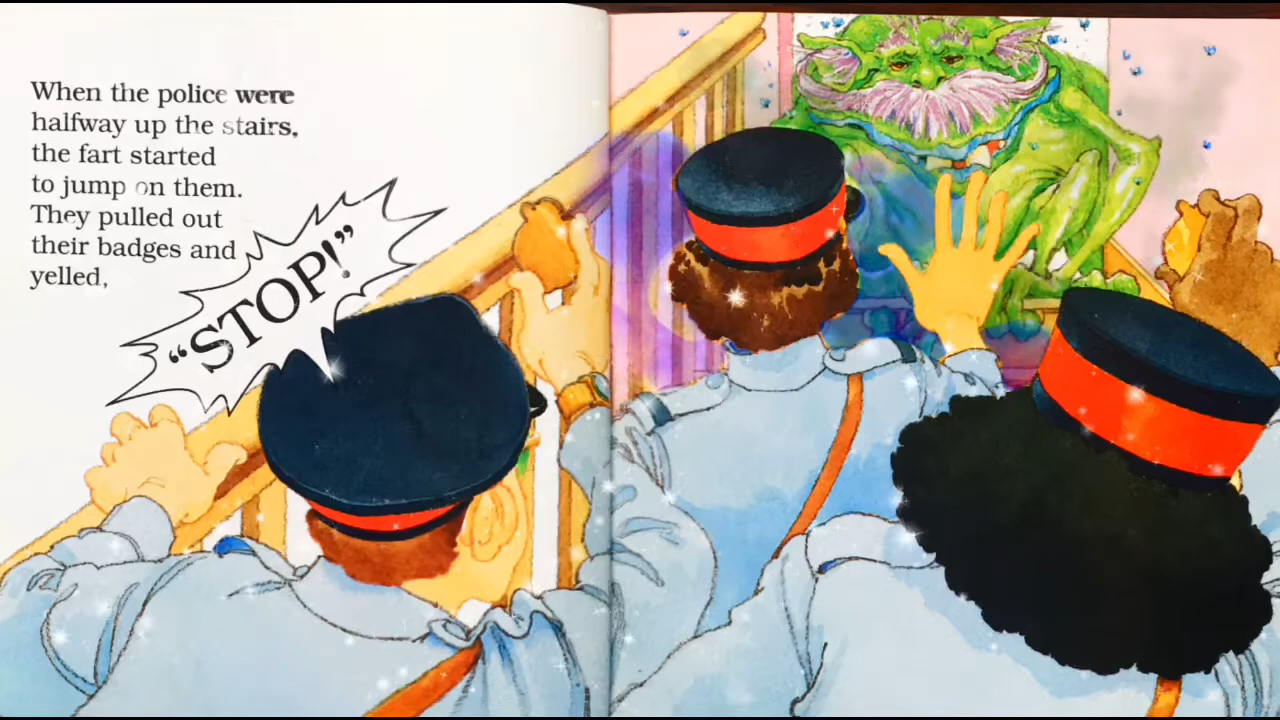 When the police were
halfway up the stairs,
the fart started
to jump on them.
They pulled out
their badges and
yelled,
“STOP!”